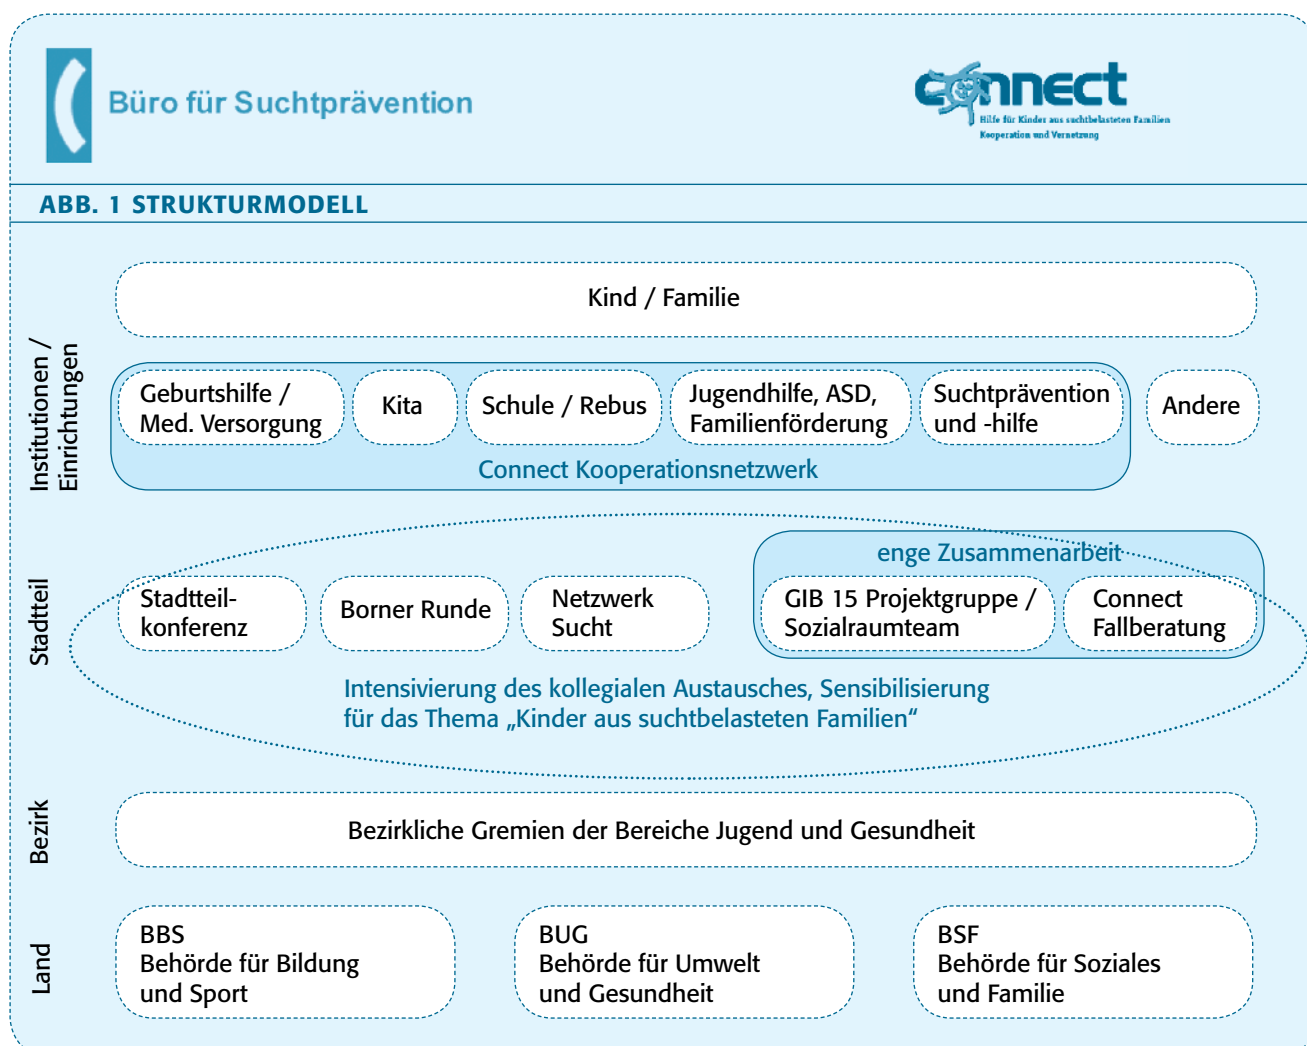 Büro für Suchtprävention
connect
Hilfe für Kinder aus suchtbelasteten Familien
Kooperation und Vernetzung
ABB. 1 STRUKTURMODELL
Institutionen /
Einrichtungen
Kind / Familie
Geburtshilfe /
Med. Versorgung
Kita
Schule / Rebus
Jugendhilfe, ASD,
Familienförderung
Suchtprävention
und -hilfe
Andere
Connect Kooperationsnetzwerk
Stadtteil
enge Zusammenarbeit
Stadtteil-
konferenz
Borner Runde
Netzwerk
Sucht
GIB 15 Projektgruppe /
Sozialraumteam
Connect
Fallberatung
Intensivierung des kollegialen Austausches, Sensibilisierung
für das Thema „Kinder aus suchtbelasteten Familien“
Bezirk
Bezirkliche Gremien der Bereiche Jugend und Gesundheit
Land
BBS
Behörde für Bildung
und Sport
BUG
Behörde für Umwelt
und Gesundheit
BSF
Behörde für Soziales
und Familie